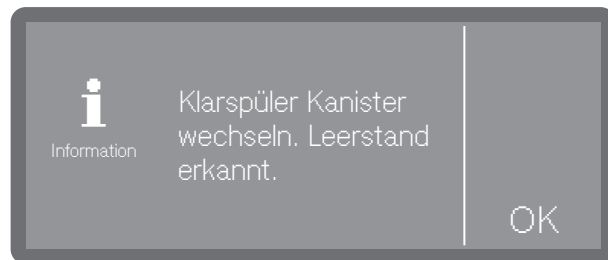 Information
Klarspüler Kanister
wechseln. Leerstand
erkannt.
OK